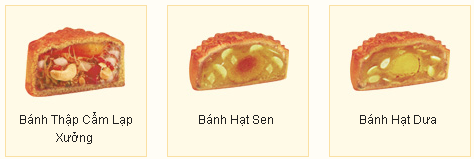 Bánh Thập Cẩm Lạp
Xưởng
Bánh Hạt Sen
Bánh Hạt Dưa